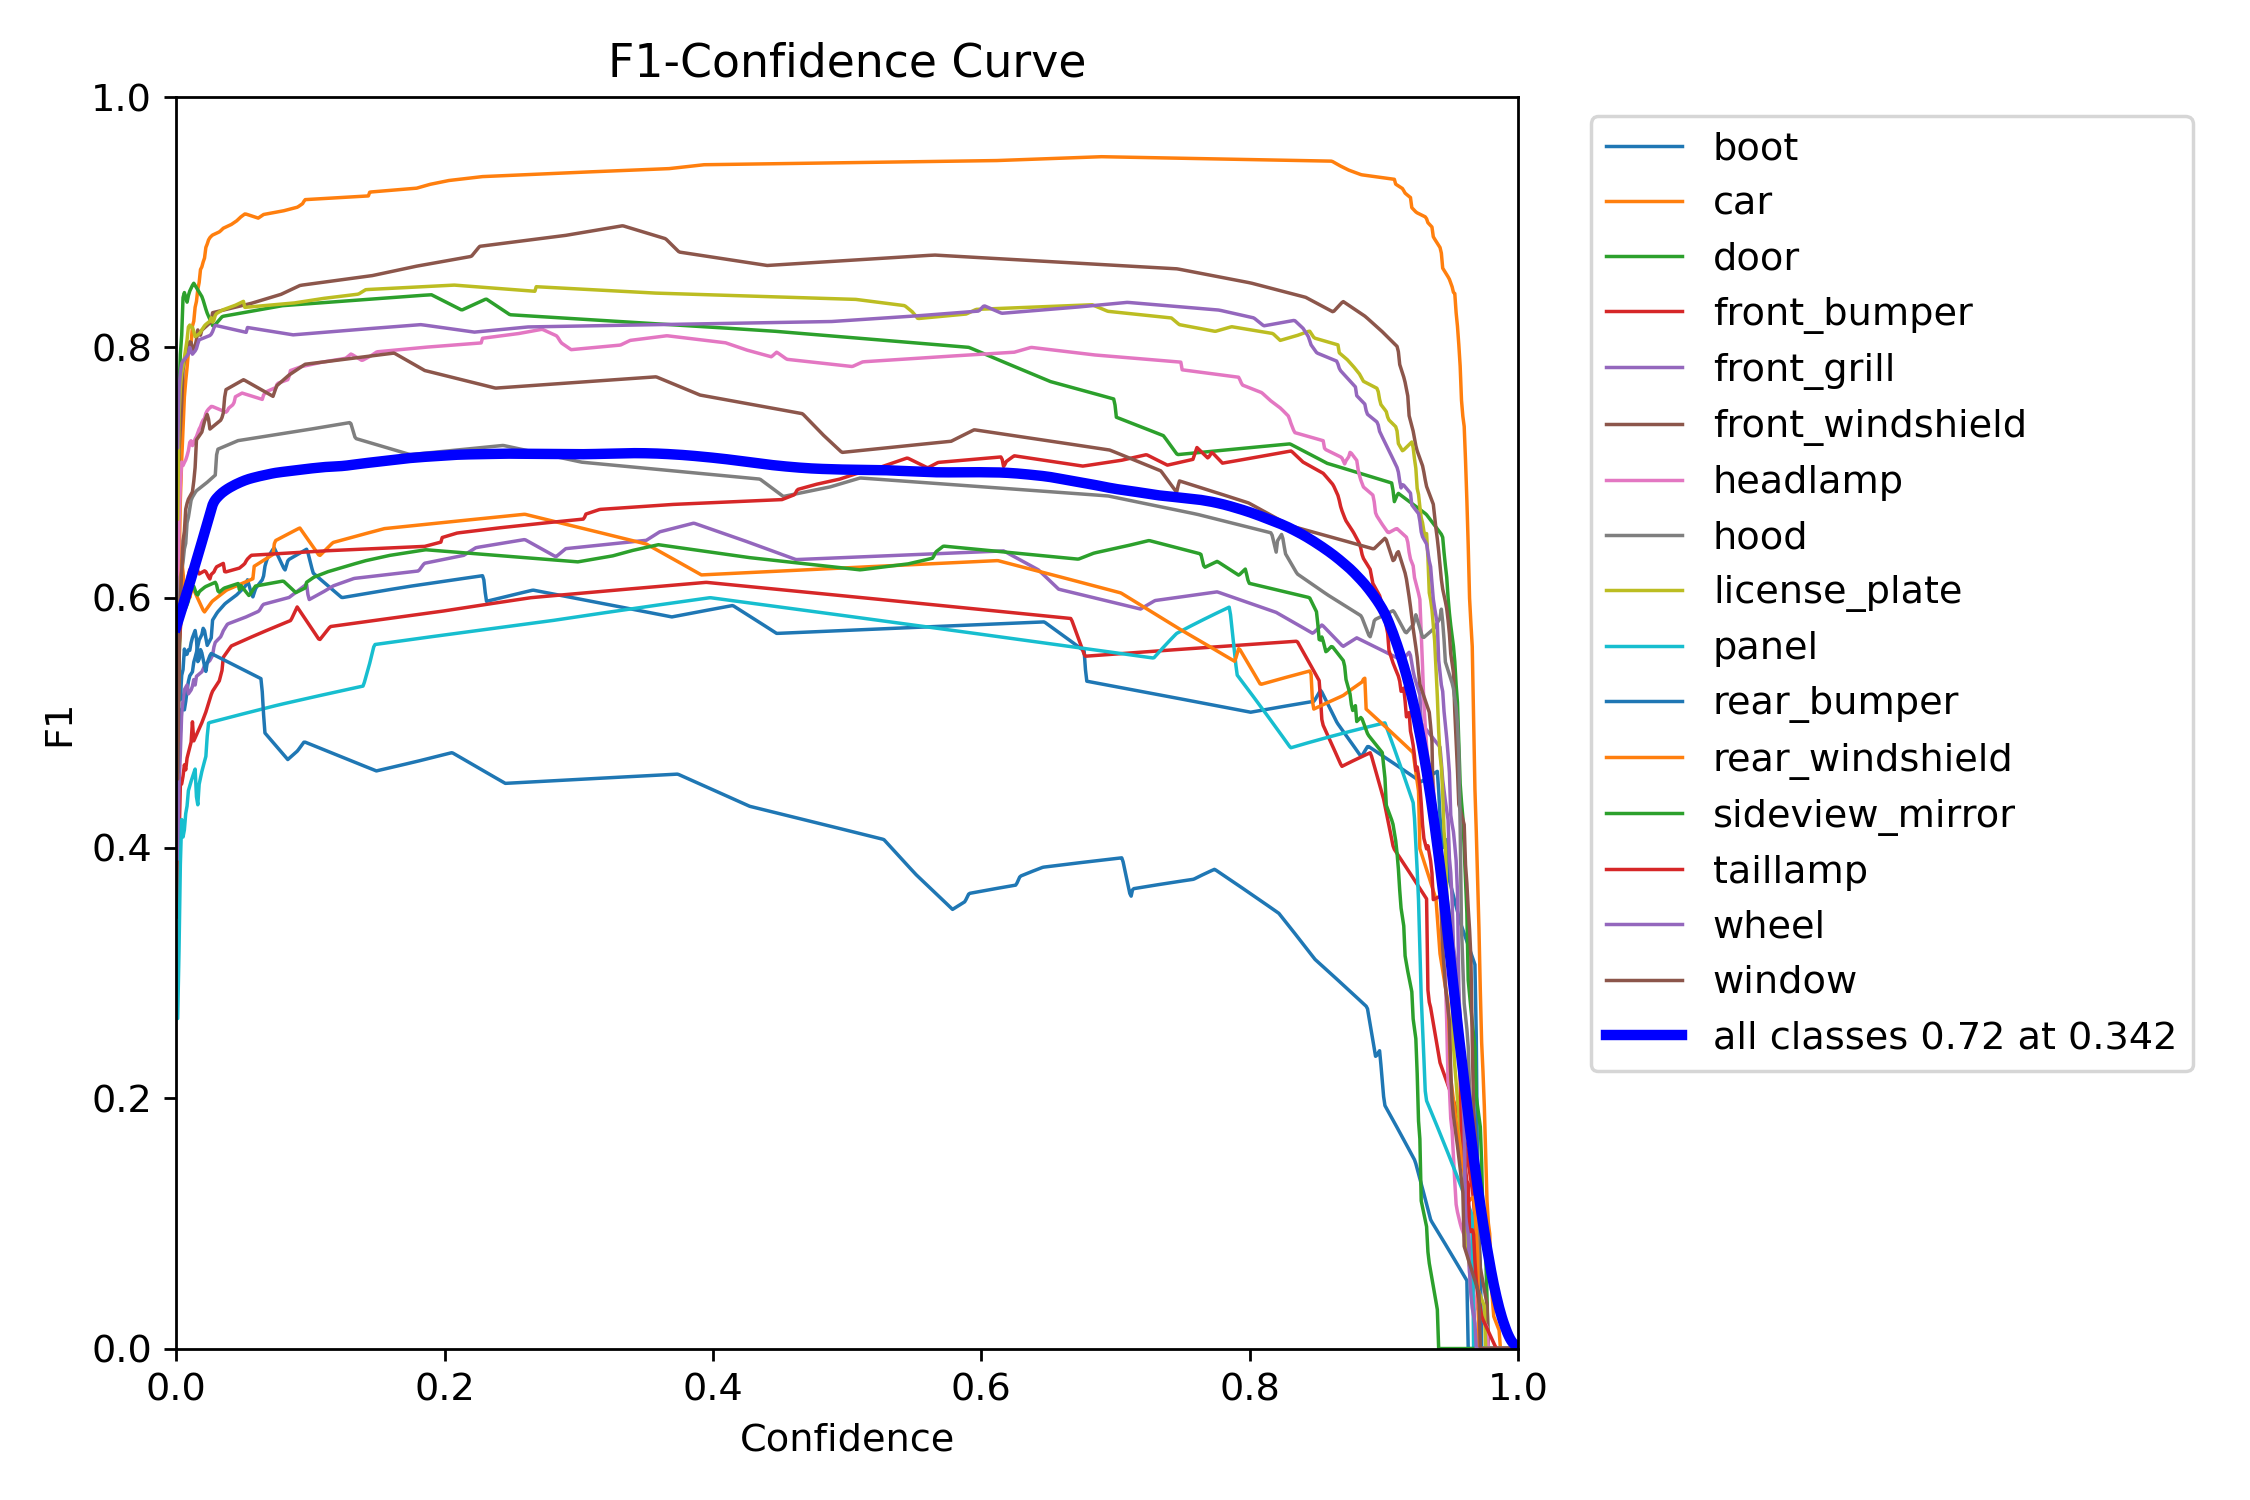 F1-Confidence Curve
1.0
0.8
0.6
0.4
0.2
0.0
F1
0.0 0.2 0.4 0.6 0.8 1.0
Confidence
boot
car
door
front_bumper
front_grill
front_windshield
headlamp
hood
license_plate
panel
rear_bumper
rear_windshield
sideview_mirror
taillamp
wheel
window
all classes 0.72 at 0.342